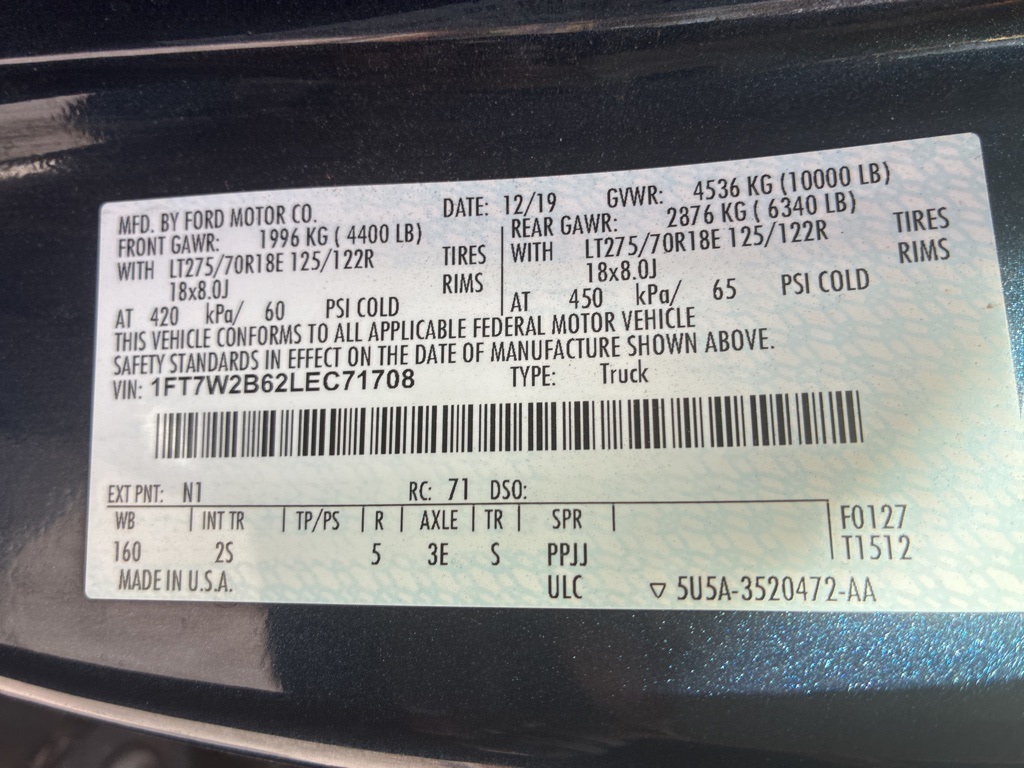 MFD. BY FORD MOTOR CO. DATE: 12/19 GVWR: 4536 KG (10000 LB)
FRONT GAWR: 1996 KG ( 4400 LB) REAR GAWR: 2876 KG ( 6340 LB)
WITH LT275/70R18E 125/122R TIRES WITH LT275/70R18E 125/122R TIRES
18x8.0J RIMS 18x8.0J RIMS
AT 420 kPa/ 60 PSI COLD AT 450 kPa/ 65 PSI COLD
THIS VEHICLE CONFORMS TO ALL APPLICABLE FEDERAL MOTOR VEHICLE
SAFETY STANDARDS IN EFFECT ON THE DATE OF MANUFACTURE SHOWN ABOVE.
VIN: 1FT7W2B62LEC71708 TYPE: Truck
EXT PNT: N1 RC: 71 DSO:
WB INT TR TP/PS R AXLE TR SPR F0127
160 2S 5 3E S PPJJ T1512
MADE IN U.S.A. ULC ▽ 5U5A-3520472-AA